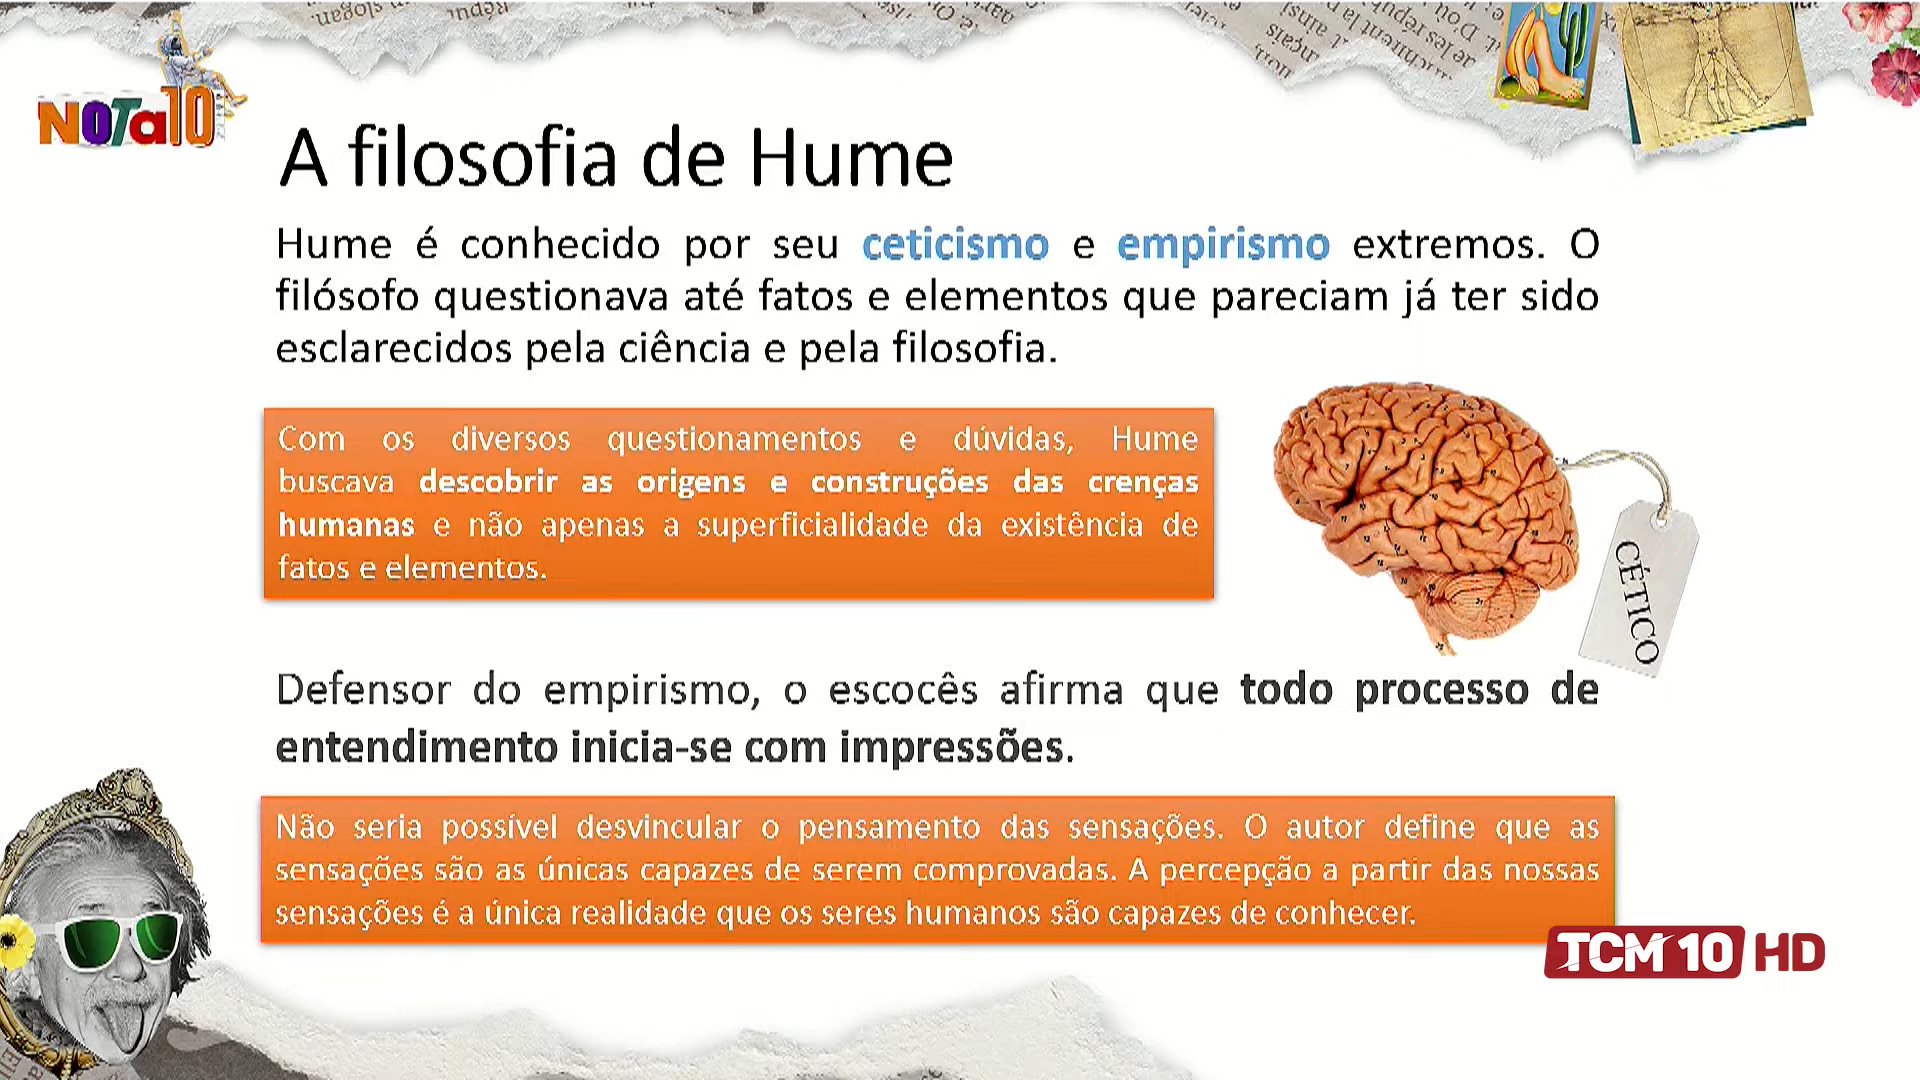 NOTa10
A filosofia de Hume
Hume é conhecido por seu ceticismo e empirismo extremos. O
filósofo questionava até fatos e elementos que pareciam já ter sido
esclarecidos pela ciência e pela filosofia.
Com os diversos questionamentos e dúvidas, Hume
buscava descobrir as origens e construções das crenças
humanas e não apenas a superficialidade da existência de
fatos e elementos.
CÉTICO
Defensor do empirismo, o escocês afirma que todo processo de
entendimento inicia-se com impressões.
Não seria possível desvincular o pensamento das sensações. O autor define que as
sensações são as únicas capazes de serem comprovadas. A percepção a partir das nossas
sensações é a única realidade que os seres humanos são capazes de conhecer.
TCM 10 HD